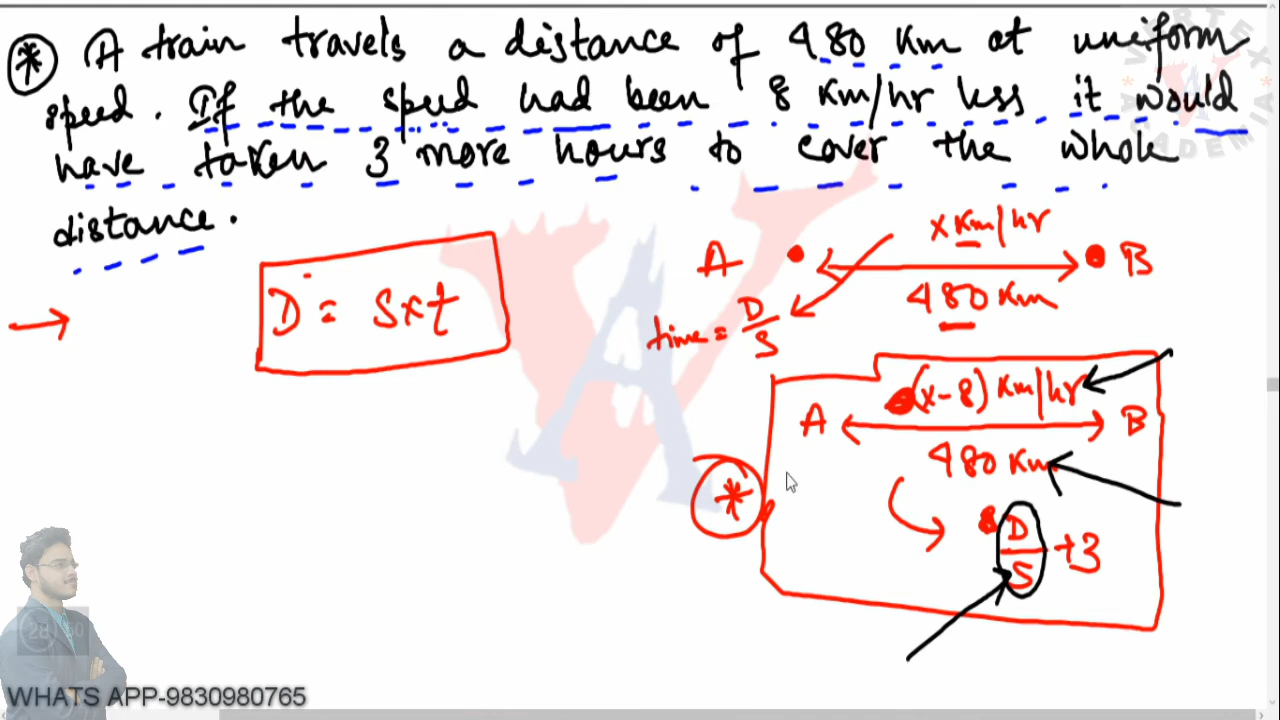 * A train travels a distance of 480 Km at uniform
speed. If the speed had been 8 Km/hr less it would
have taken 3 more hours to cover the whole
distance.
x Km/hr
A B
480 Km
D = S x t
time = D/S
(x-8) Km/hr
A B
480 Km
*
D/S +3
VERTEX
ACADEMIA
WHATS APP-9830980765